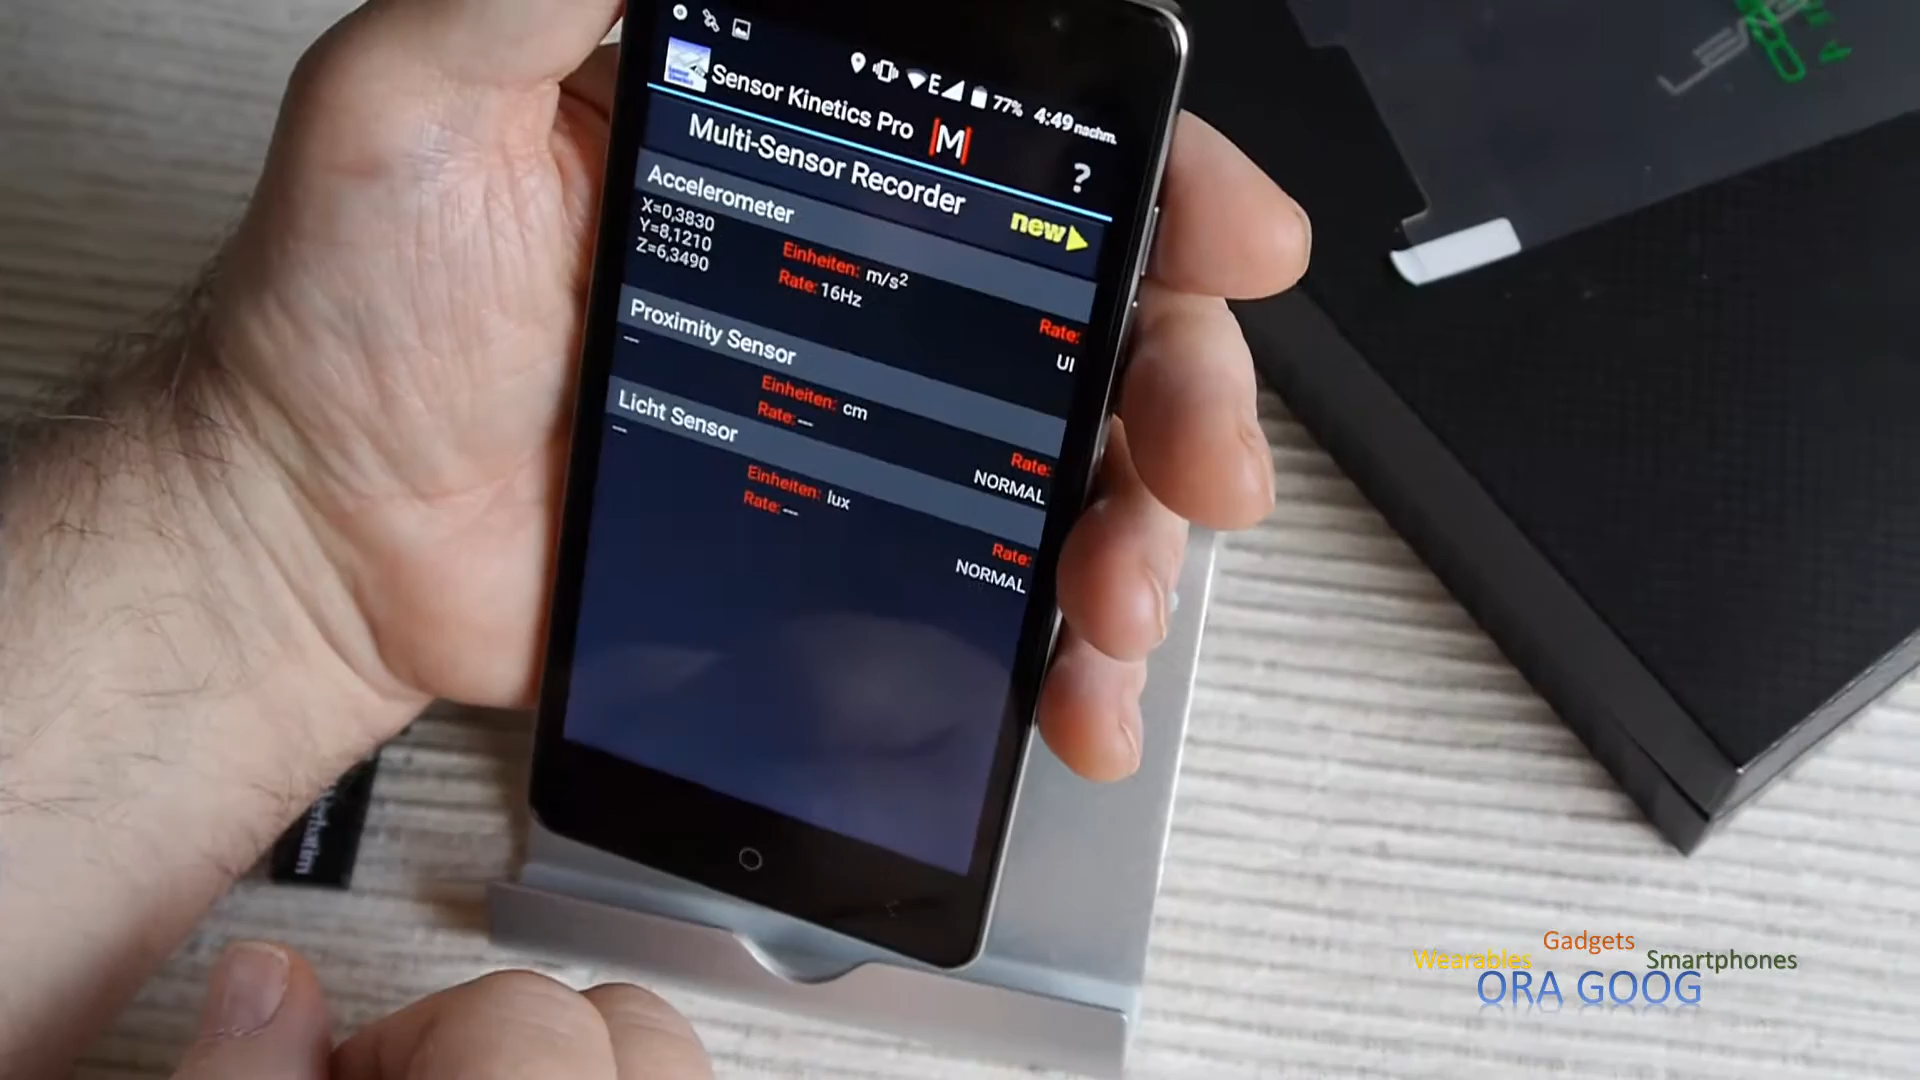 E 77% 4:49 nachm.
Sensor Kinetics Pro |M|
Multi-Sensor Recorder ?
new
Accelerometer
X=0,3830
Y=8,1210
Z=6,3490
Einheiten: m/s²
Rate: 16Hz
Rate:
UI
Proximity Sensor
---
Einheiten: cm
Rate: ---
Rate:
NORMAL
Licht Sensor
---
Einheiten: lux
Rate: ---
Rate:
NORMAL
Verbatim
Gadgets
Wearables Smartphones
ORA GOOG